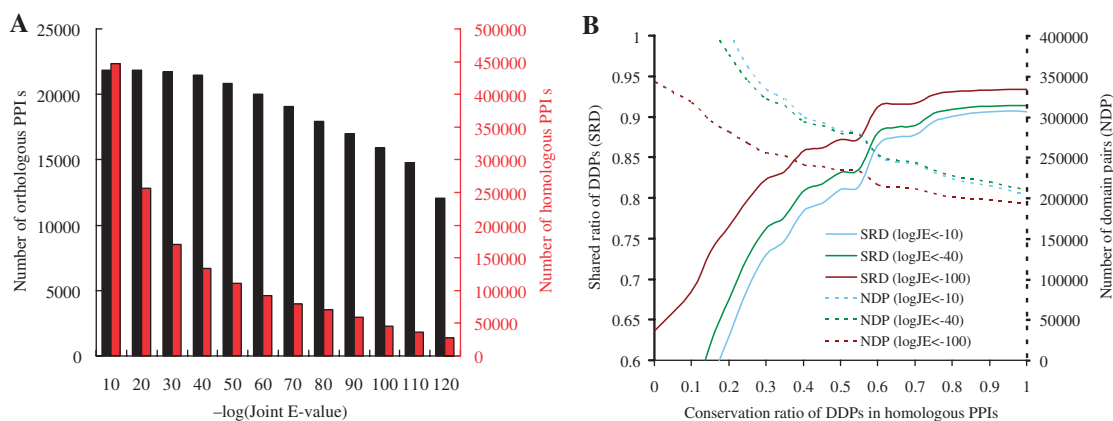 A
25000
20000
15000
10000
5000
0
Number of orthologous PPI s
500000
450000
400000
350000
300000
250000
200000
150000
100000
50000
0
Number of homologous PPI s
10 20 30 40 50 60 70 80 90 100 110 120
–log(Joint E-value)
B
1
0.95
0.9
0.85
0.8
0.75
0.7
0.65
0.6
Shared ratio of DDPs (SRD)
400000
350000
300000
250000
200000
150000
100000
50000
0
Number of domain pairs (NDP)
SRD (logJE<-10)
SRD (logJE<-40)
SRD (logJE<-100)
NDP (logJE<-10)
NDP (logJE<-40)
NDP (logJE<-100)
0 0.1 0.2 0.3 0.4 0.5 0.6 0.7 0.8 0.9 1
Conservation ratio of DDPs in homologous PPIs